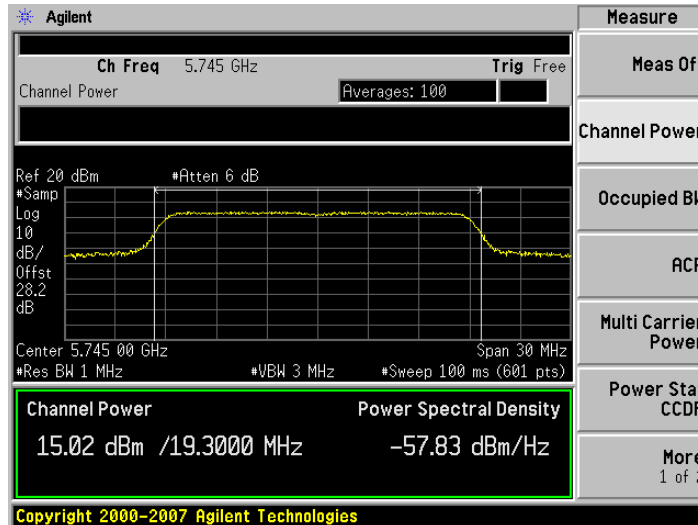 Agilent
Measure
Ch Freq 5.745 GHz Trig Free
Channel Power Averages: 100
Meas Of
Channel Power
Occupied BW
ACP
Multi Carrier
Power
Power Sta
CCDF
More
1 of 2
Ref 20 dBm #Atten 6 dB
#Samp
Log
10
dB/
Offst
28.2
dB
Center 5.745 00 GHz Span 30 MHz
#Res BW 1 MHz #VBW 3 MHz #Sweep 100 ms (601 pts)
Channel Power Power Spectral Density
15.02 dBm /19.3000 MHz -57.83 dBm/Hz
Copyright 2000-2007 Agilent Technologies